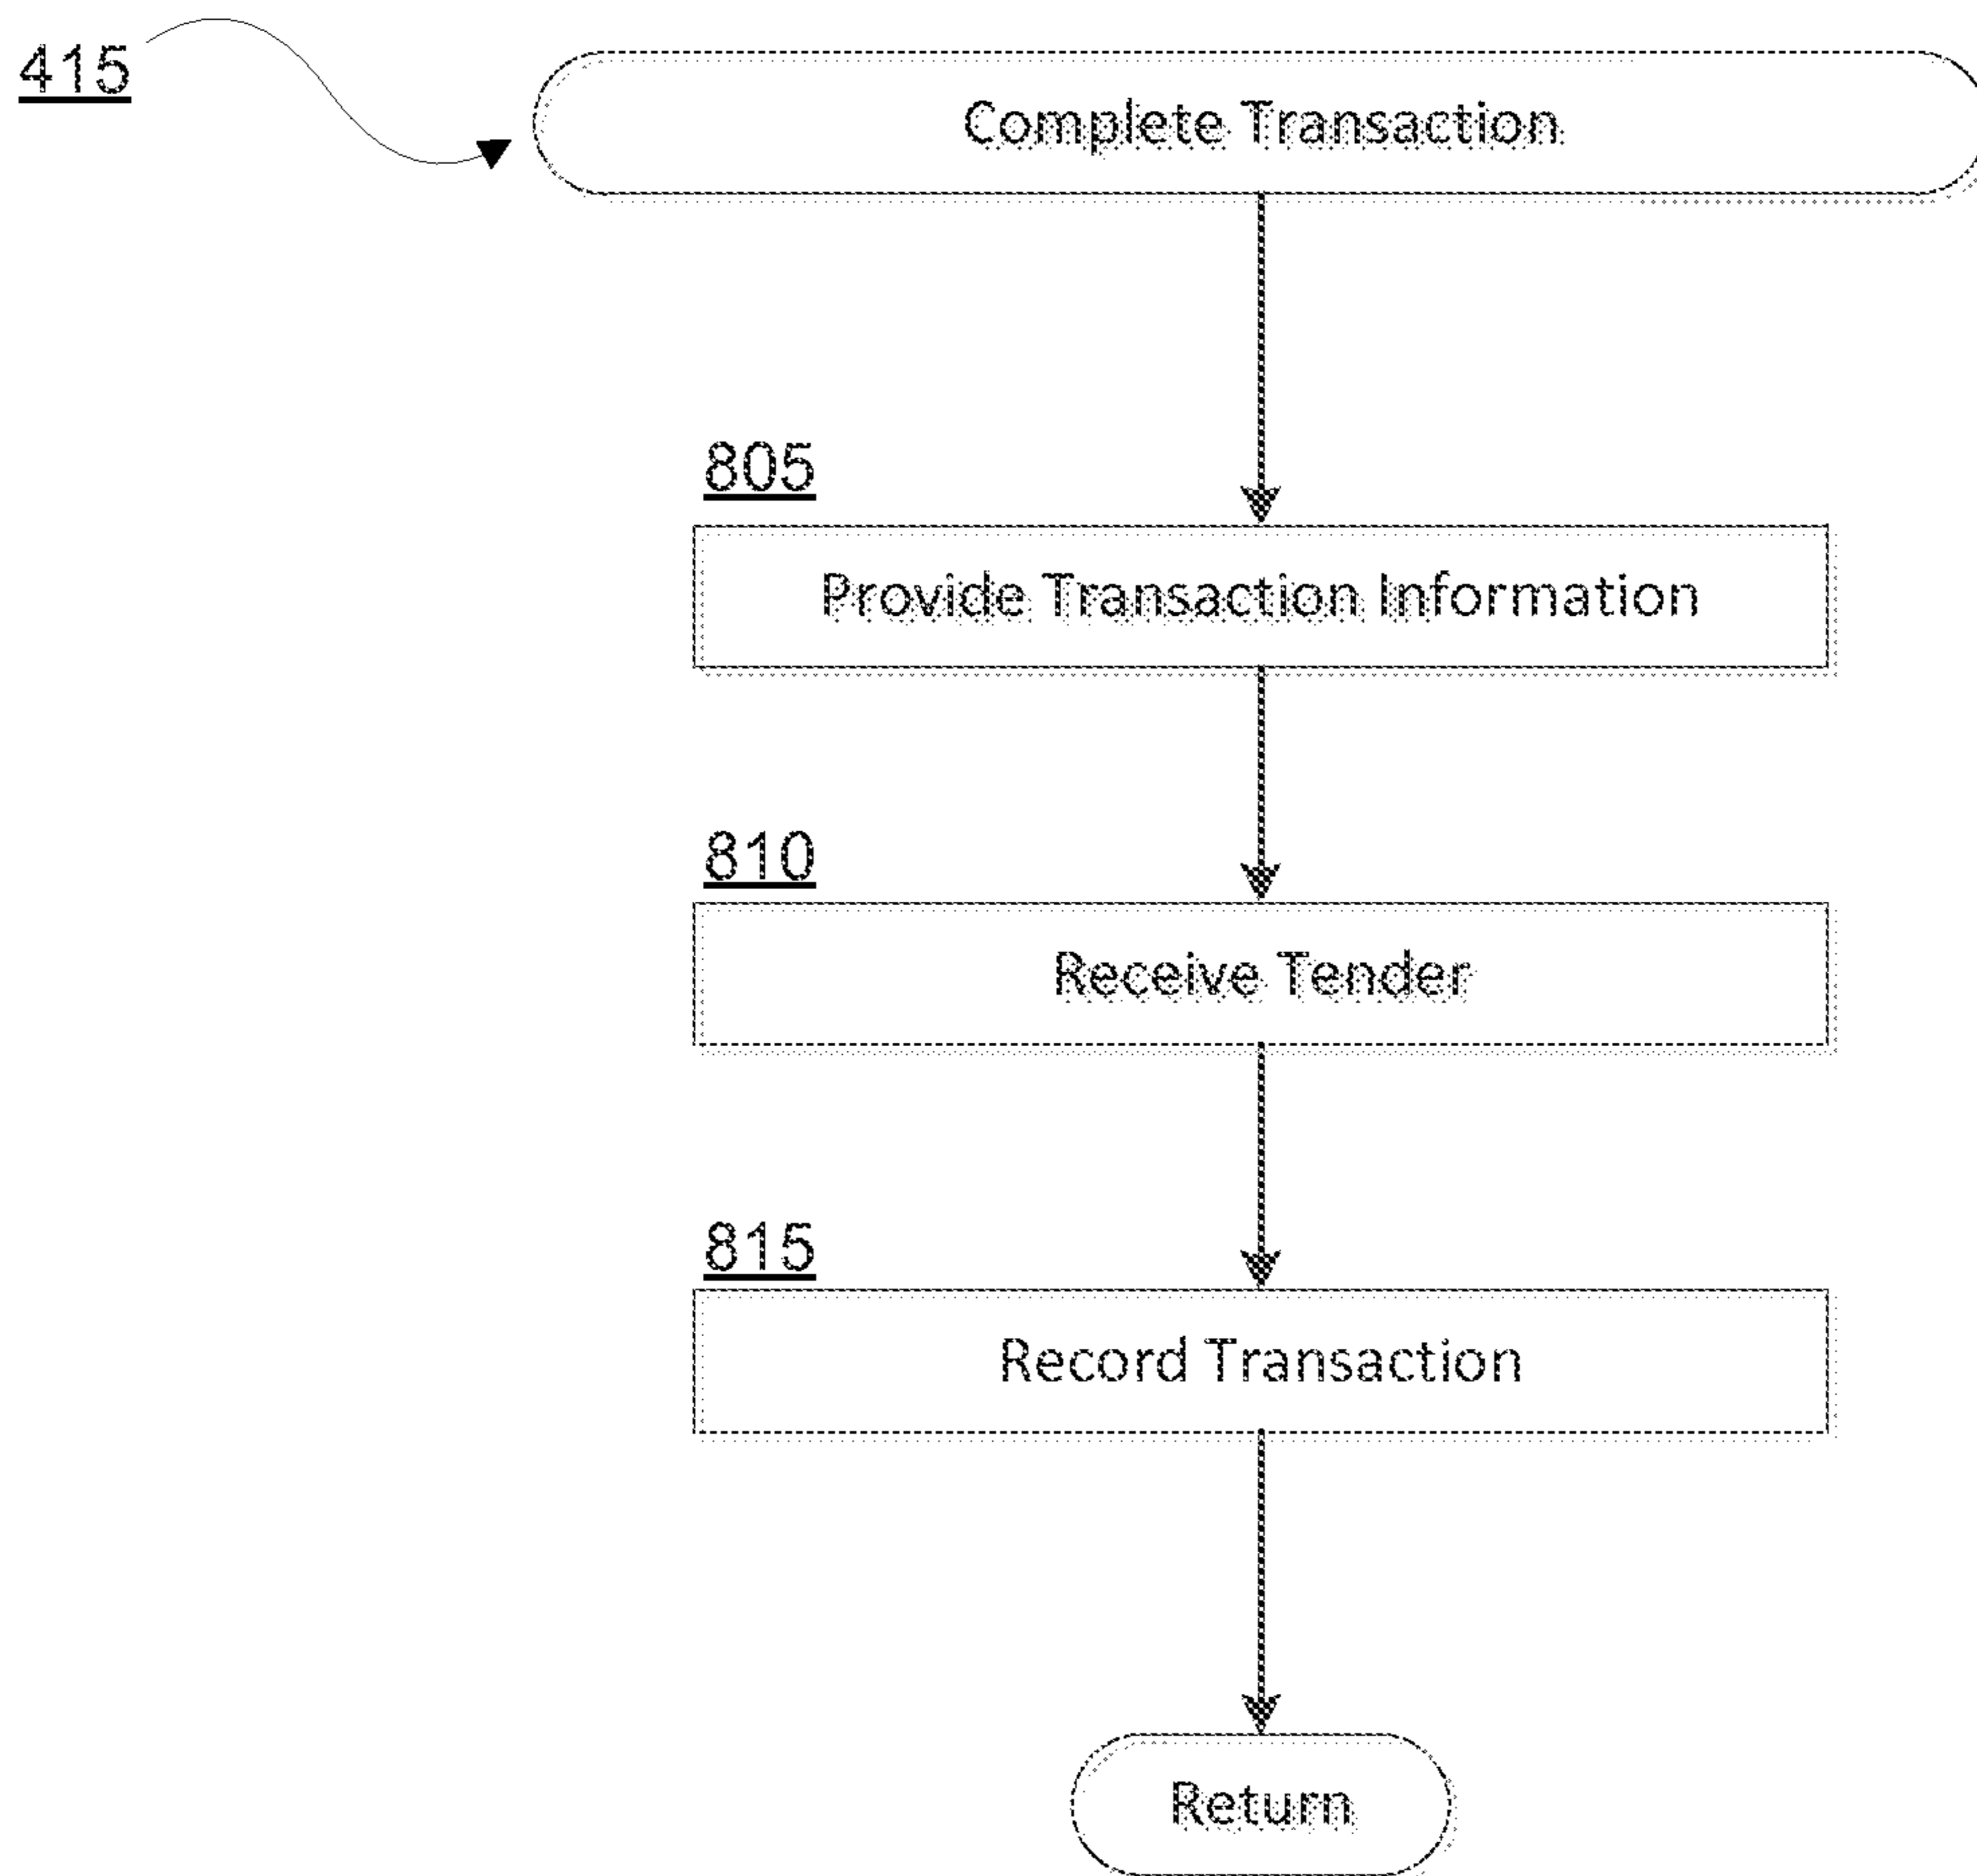 415
Complete Transaction
805
Provide Transaction Information
810
Receive Tender
815
Record Transaction
Return